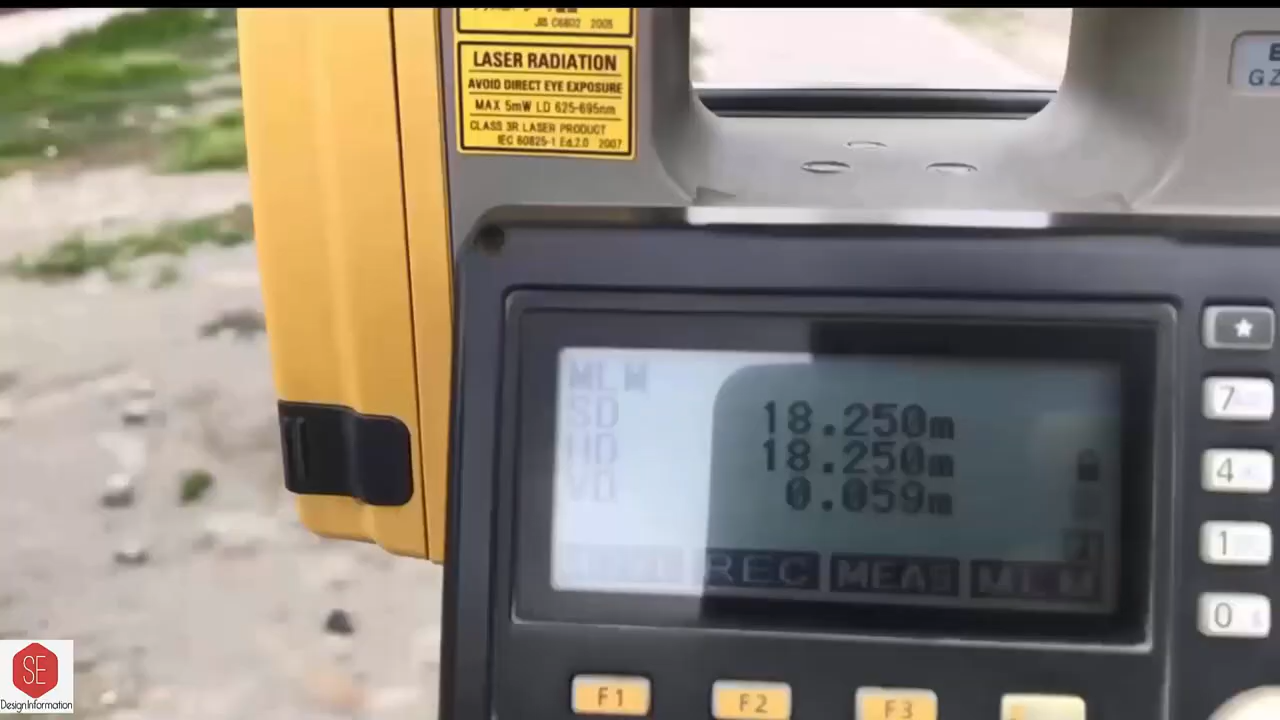 JIS C6802 2005
LASER RADIATION
AVOID DIRECT EYE EXPOSURE
MAX 5mW LD 625-695nm
CLASS 3R LASER PRODUCT
IEC 60825-1 Ed.2.0 2007
GZ
MLM
SD 18.250m
HD 18.250m
VD 0.059m
REC MEAS MLM
7
4
1
0
F1 F2 F3
SE
Design Information